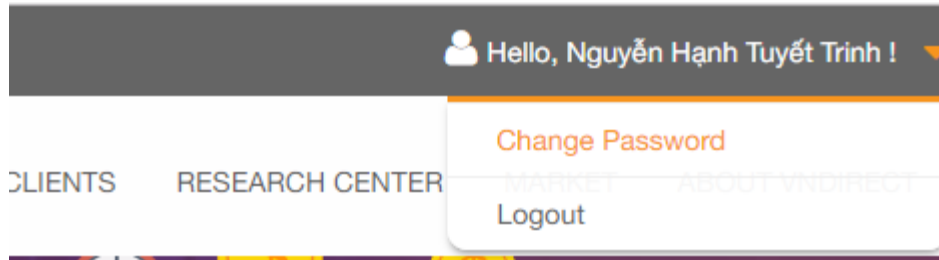 Hello, Nguyễn Hạnh Tuyết Trinh !
Change Password
CLIENTS RESEARCH CENTER MARKET ABOUT VNDIRECT
Logout